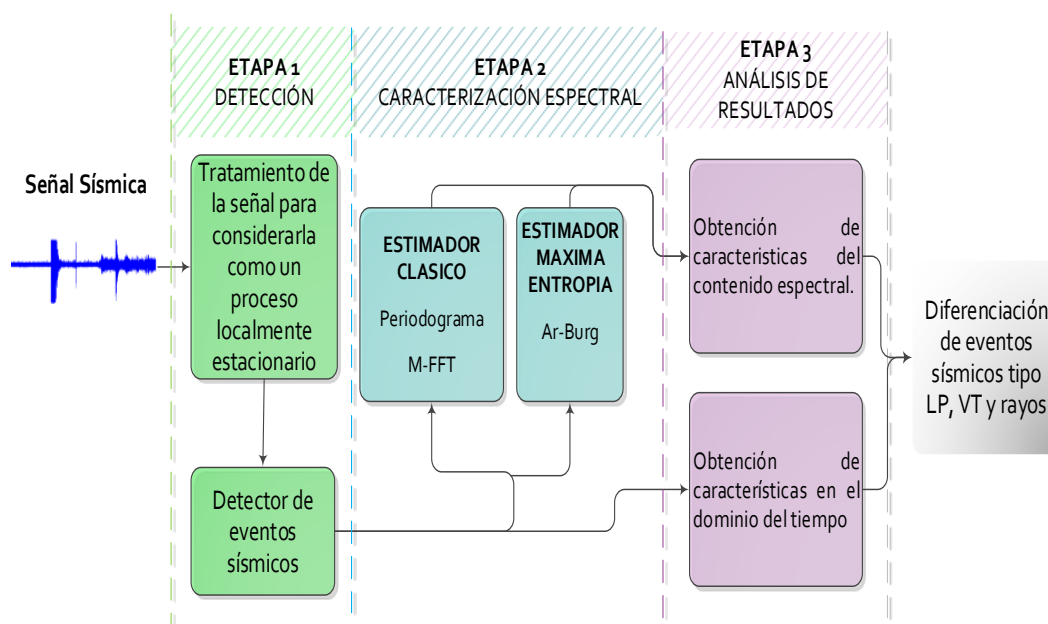 ETAPA 1
DETECCIÓN
ETAPA 2
CARACTERIZACIÓN ESPECTRAL
ETAPA 3
ANÁLISIS DE
RESULTADOS
Señal Sísmica
Tratamiento de
la señal para
considerarla
como un
proceso
localmente
estacionario
Detector de
eventos
sísmicos
ESTIMADOR
CLASICO
Periodograma
M-FFT
ESTIMADOR
MAXIMA
ENTROPIA
Ar-Burg
Obtención de
caracteristicas del
contenido espectral.
Obtención de
características en el
dominio del tiempo
Diferenciación
de eventos
sísmicos tipo
LP, VT y rayos